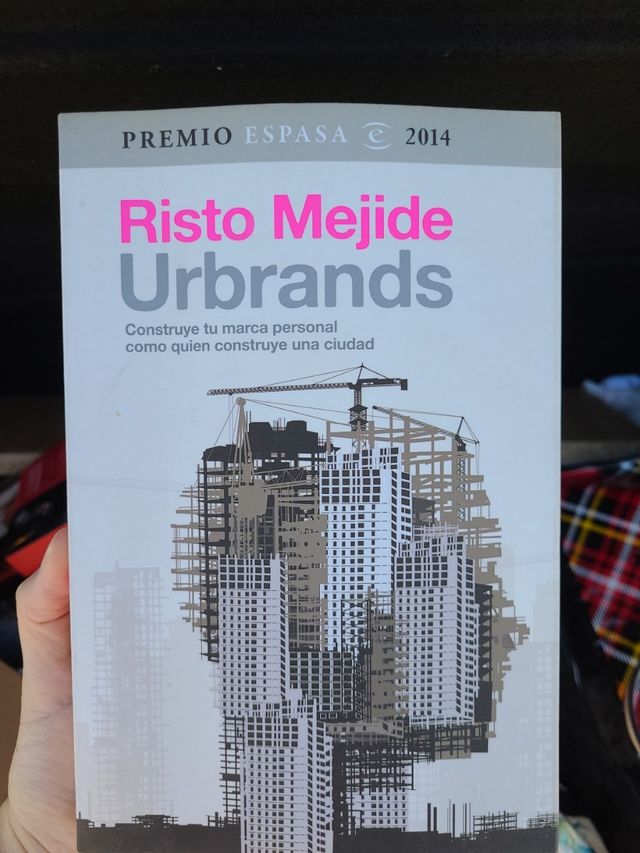 PREMIO ESPASA e 2014
Risto Mejide
Urbrands
Construye tu marca personal
como quien construye una ciudad